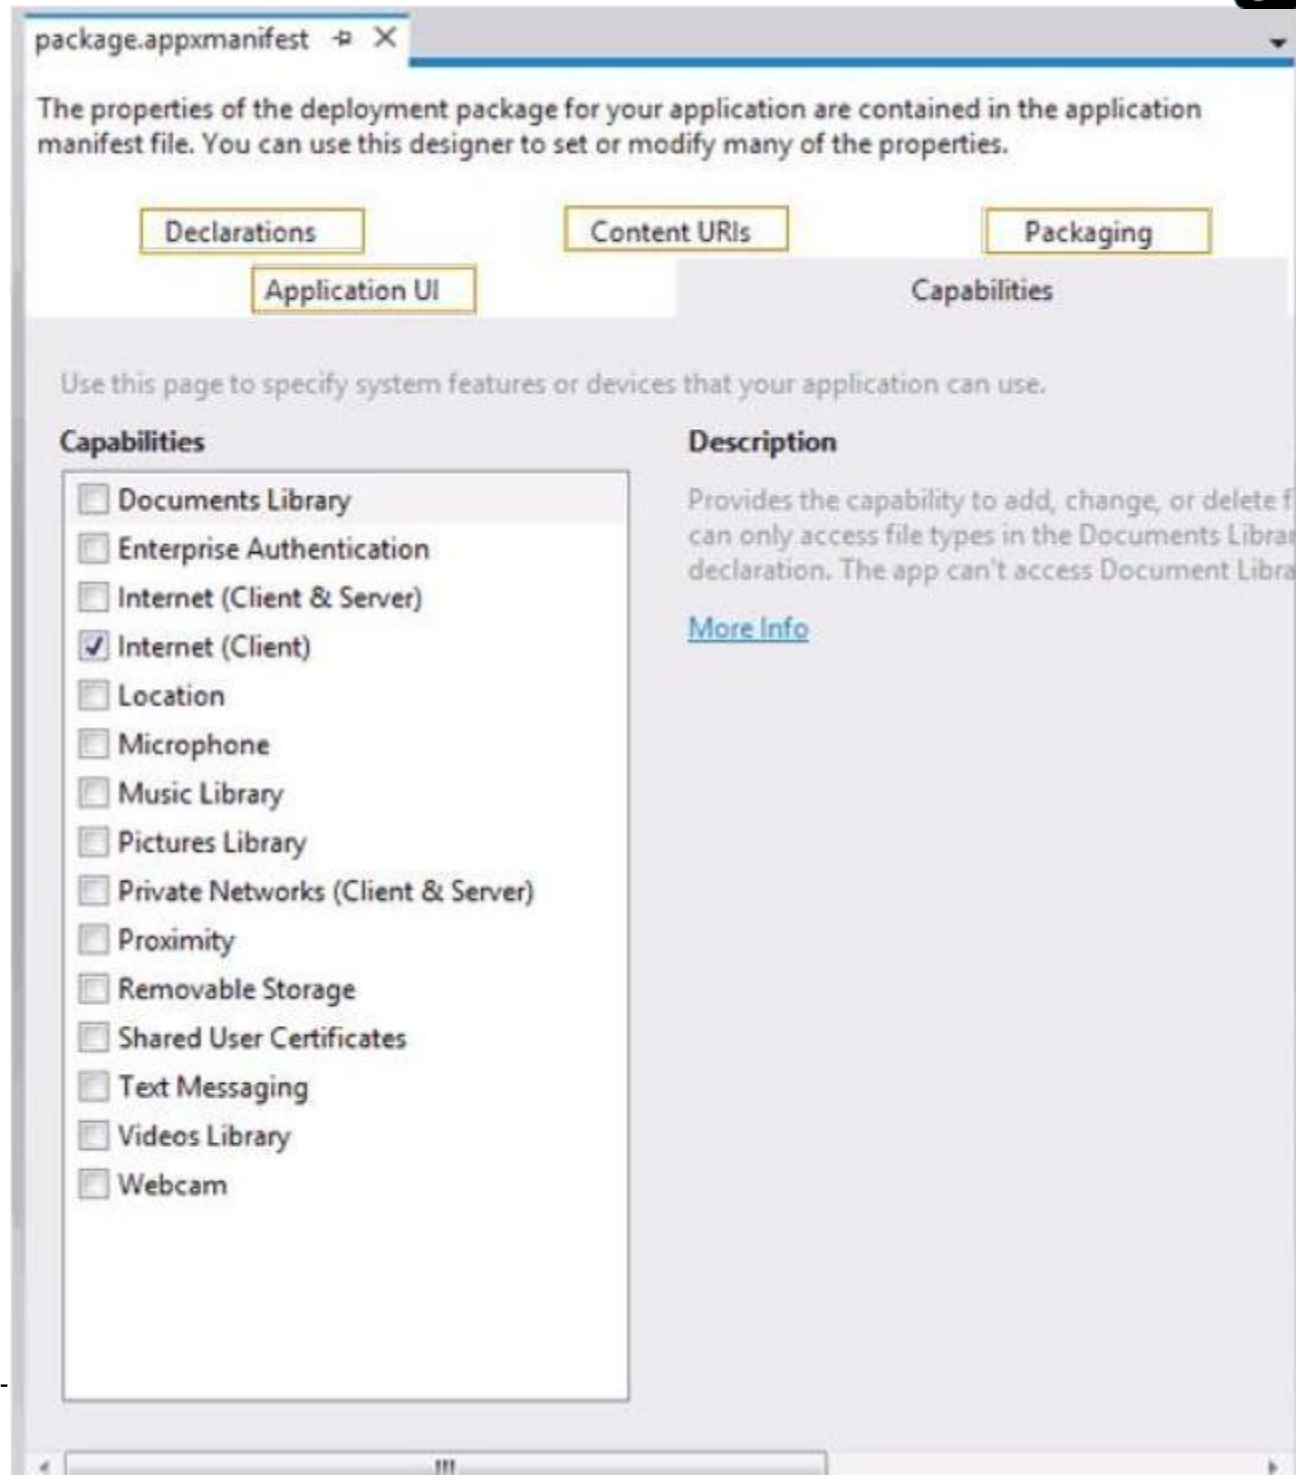 package.appxmanifest
The properties of the deployment package for your application are contained in the application
manifest file. You can use this designer to set or modify many of the properties.
Declarations
Content URIs
Packaging
Application UI
Capabilities
Use this page to specify system features or devices that your application can use.
Capabilities
Description
Documents Library
Enterprise Authentication
Internet (Client & Server)
Internet (Client)
Location
Microphone
Music Library
Pictures Library
Private Networks (Client & Server)
Proximity
Removable Storage
Shared User Certificates
Text Messaging
Videos Library
Webcam
Provides the capability to add, change, or delete f
can only access file types in the Documents Librar
declaration. The app can't access Document Libra
More Info